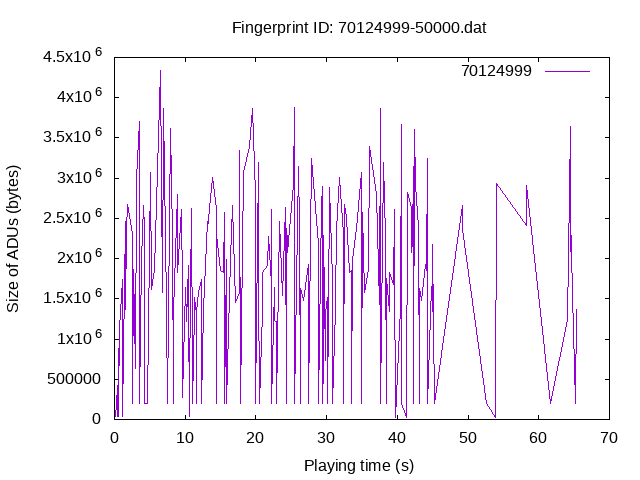 Fingerprint ID: 70124999-50000.dat
70124999
Size of ADUs (bytes)
4.5x10^6
4x10^6
3.5x10^6
3x10^6
2.5x10^6
2x10^6
1.5x10^6
1x10^6
500000
0
0 10 20 30 40 50 60 70
Playing time (s)